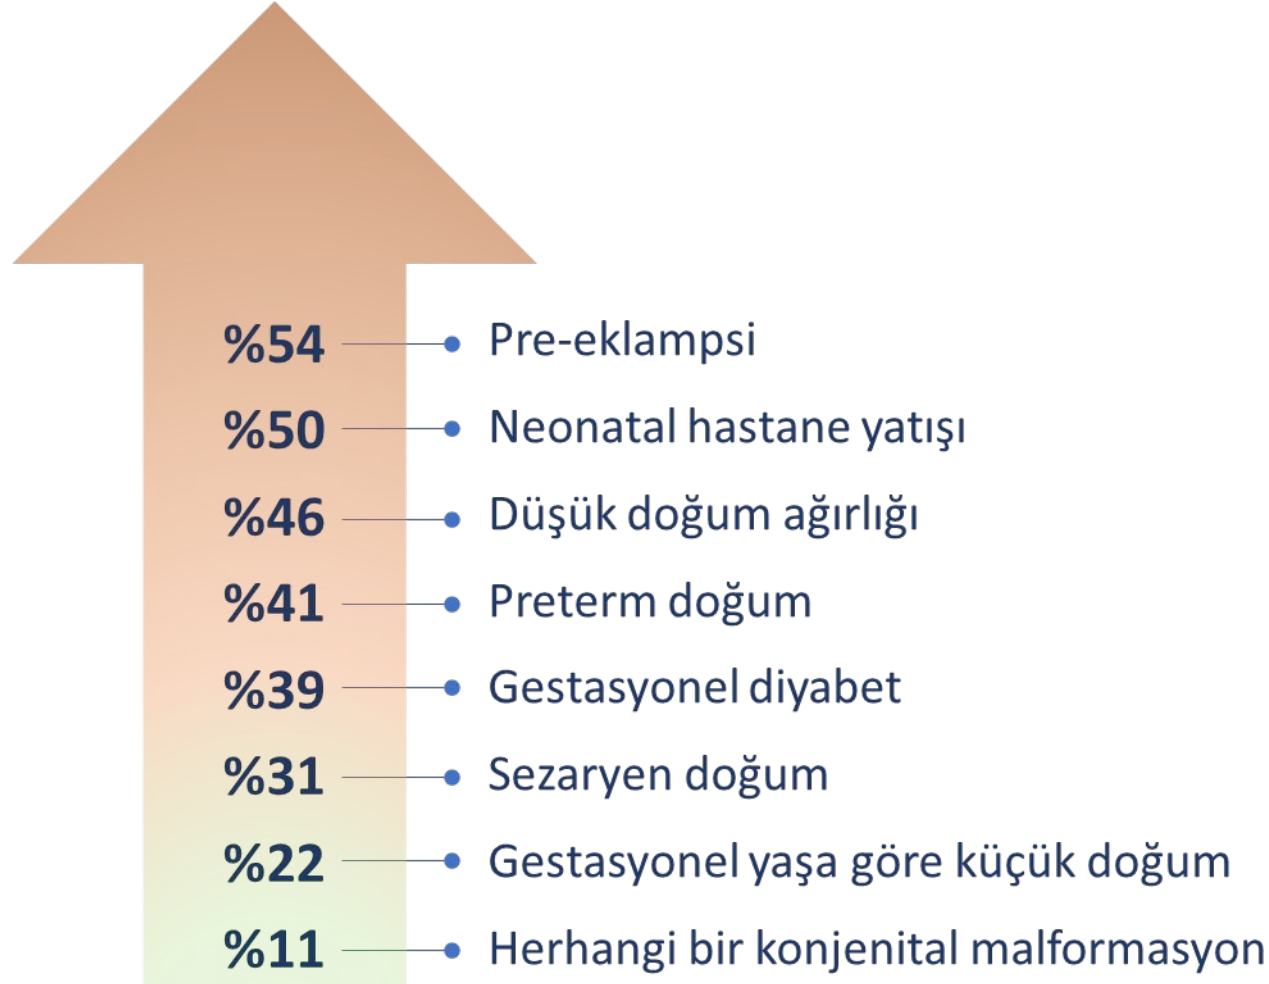 %54 Pre-eklampsi
%50 Neonatal hastane yatışı
%46 Düşük doğum ağırlığı
%41 Preterm doğum
%39 Gestasyonel diyabet
%31 Sezaryen doğum
%22 Gestasyonel yaşa göre küçük doğum
%11 Herhangi bir konjenital malformasyon